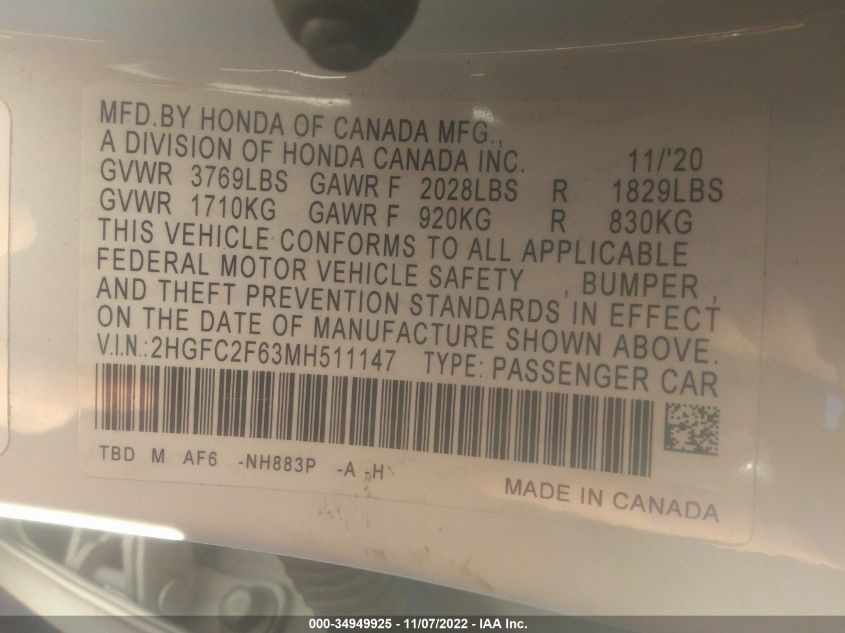 MFD.BY HONDA OF CANADA MFG.,
A DIVISION OF HONDA CANADA INC. 11/'20
GVWR 3769LBS GAWR F 2028LBS R 1829LBS
GVWR 1710KG GAWR F 920KG R 830KG
THIS VEHICLE CONFORMS TO ALL APPLICABLE
FEDERAL MOTOR VEHICLE SAFETY , BUMPER ,
AND THEFT PREVENTION STANDARDS IN EFFECT
ON THE DATE OF MANUFACTURE SHOWN ABOVE.
V.I.N.:2HGFC2F63MH511147 TYPE: PASSENGER CAR
TBD M AF6 -NH883P -A -H
MADE IN CANADA
000-34949925 - 11/07/2022 - IAA Inc.